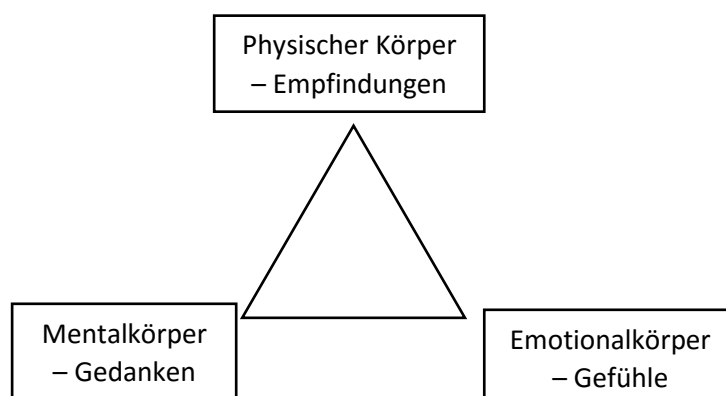 Physischer Körper
– Empfindungen
Mentalkörper
– Gedanken
Emotionalkörper
– Gefühle